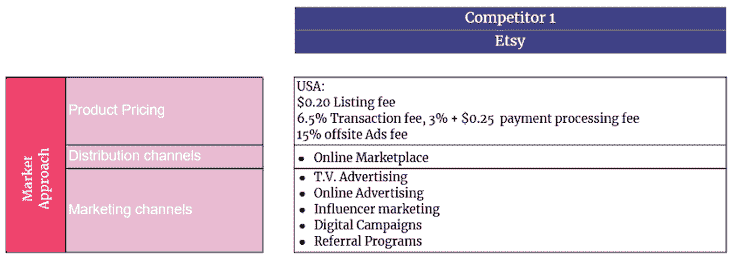 Competitor 1
Etsy
Marker
Approach
Product Pricing
USA:
$0.20 Listing fee
6.5% Transaction fee, 3% + $0.25 payment processing fee
15% offsite Ads fee
Distribution channels
• Online Marketplace
Marketing channels
• T.V. Advertising
• Online Advertising
• Influencer marketing
• Digital Campaigns
• Referral Programs